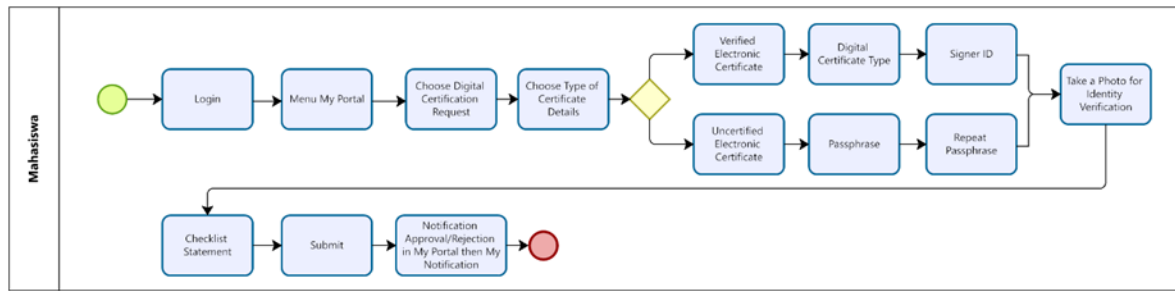 Mahasiswa
Login
Menu My Portal
Choose Digital
Certification
Request
Choose Type of
Certificate
Details
Verified
Electronic
Certificate
Digital
Certificate Type
Signer ID
Uncertified
Electronic
Certificate
Passphrase
Repeat
Passphrase
Take a Photo for
Identity
Verification
Checklist
Statement
Submit
Notification
Approval/Rejection
in My Portal then My
Notification